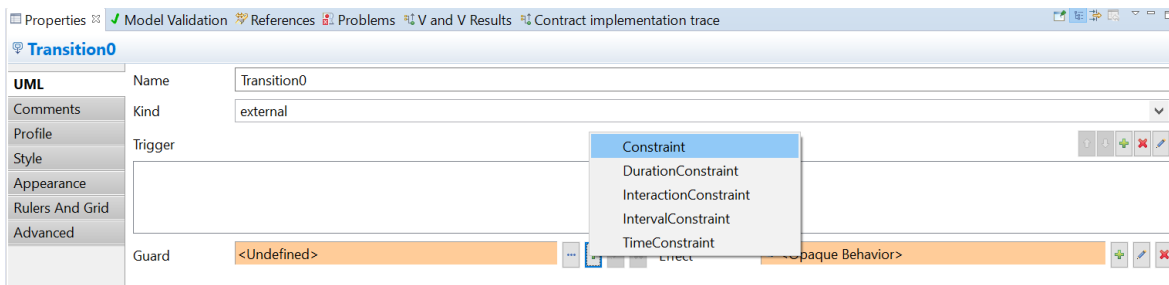 Properties Model Validation References Problems V and V Results Contract implementation trace
Transition0
UML
Name Transition0
Comments
Kind external
Profile
Trigger
Style
Appearance
Rulers And Grid
Advanced
Constraint
DurationConstraint
InteractionConstraint
IntervalConstraint
TimeConstraint
Guard <Undefined> Effect <Opaque Behavior>